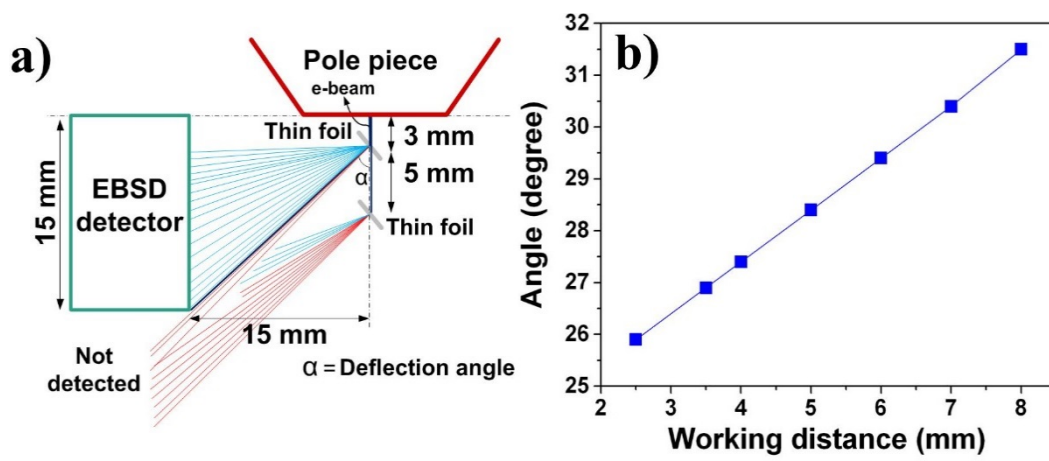 a)
Pole piece
e-beam
Thin foil
3 mm
5 mm
α
Thin foil
EBSD
detector
15 mm
15 mm
Not
detected
α = Deflection angle
b)
Angle (degree)
32
31
30
29
28
27
26
25
2
3
4
5
6
7
8
Working distance (mm)